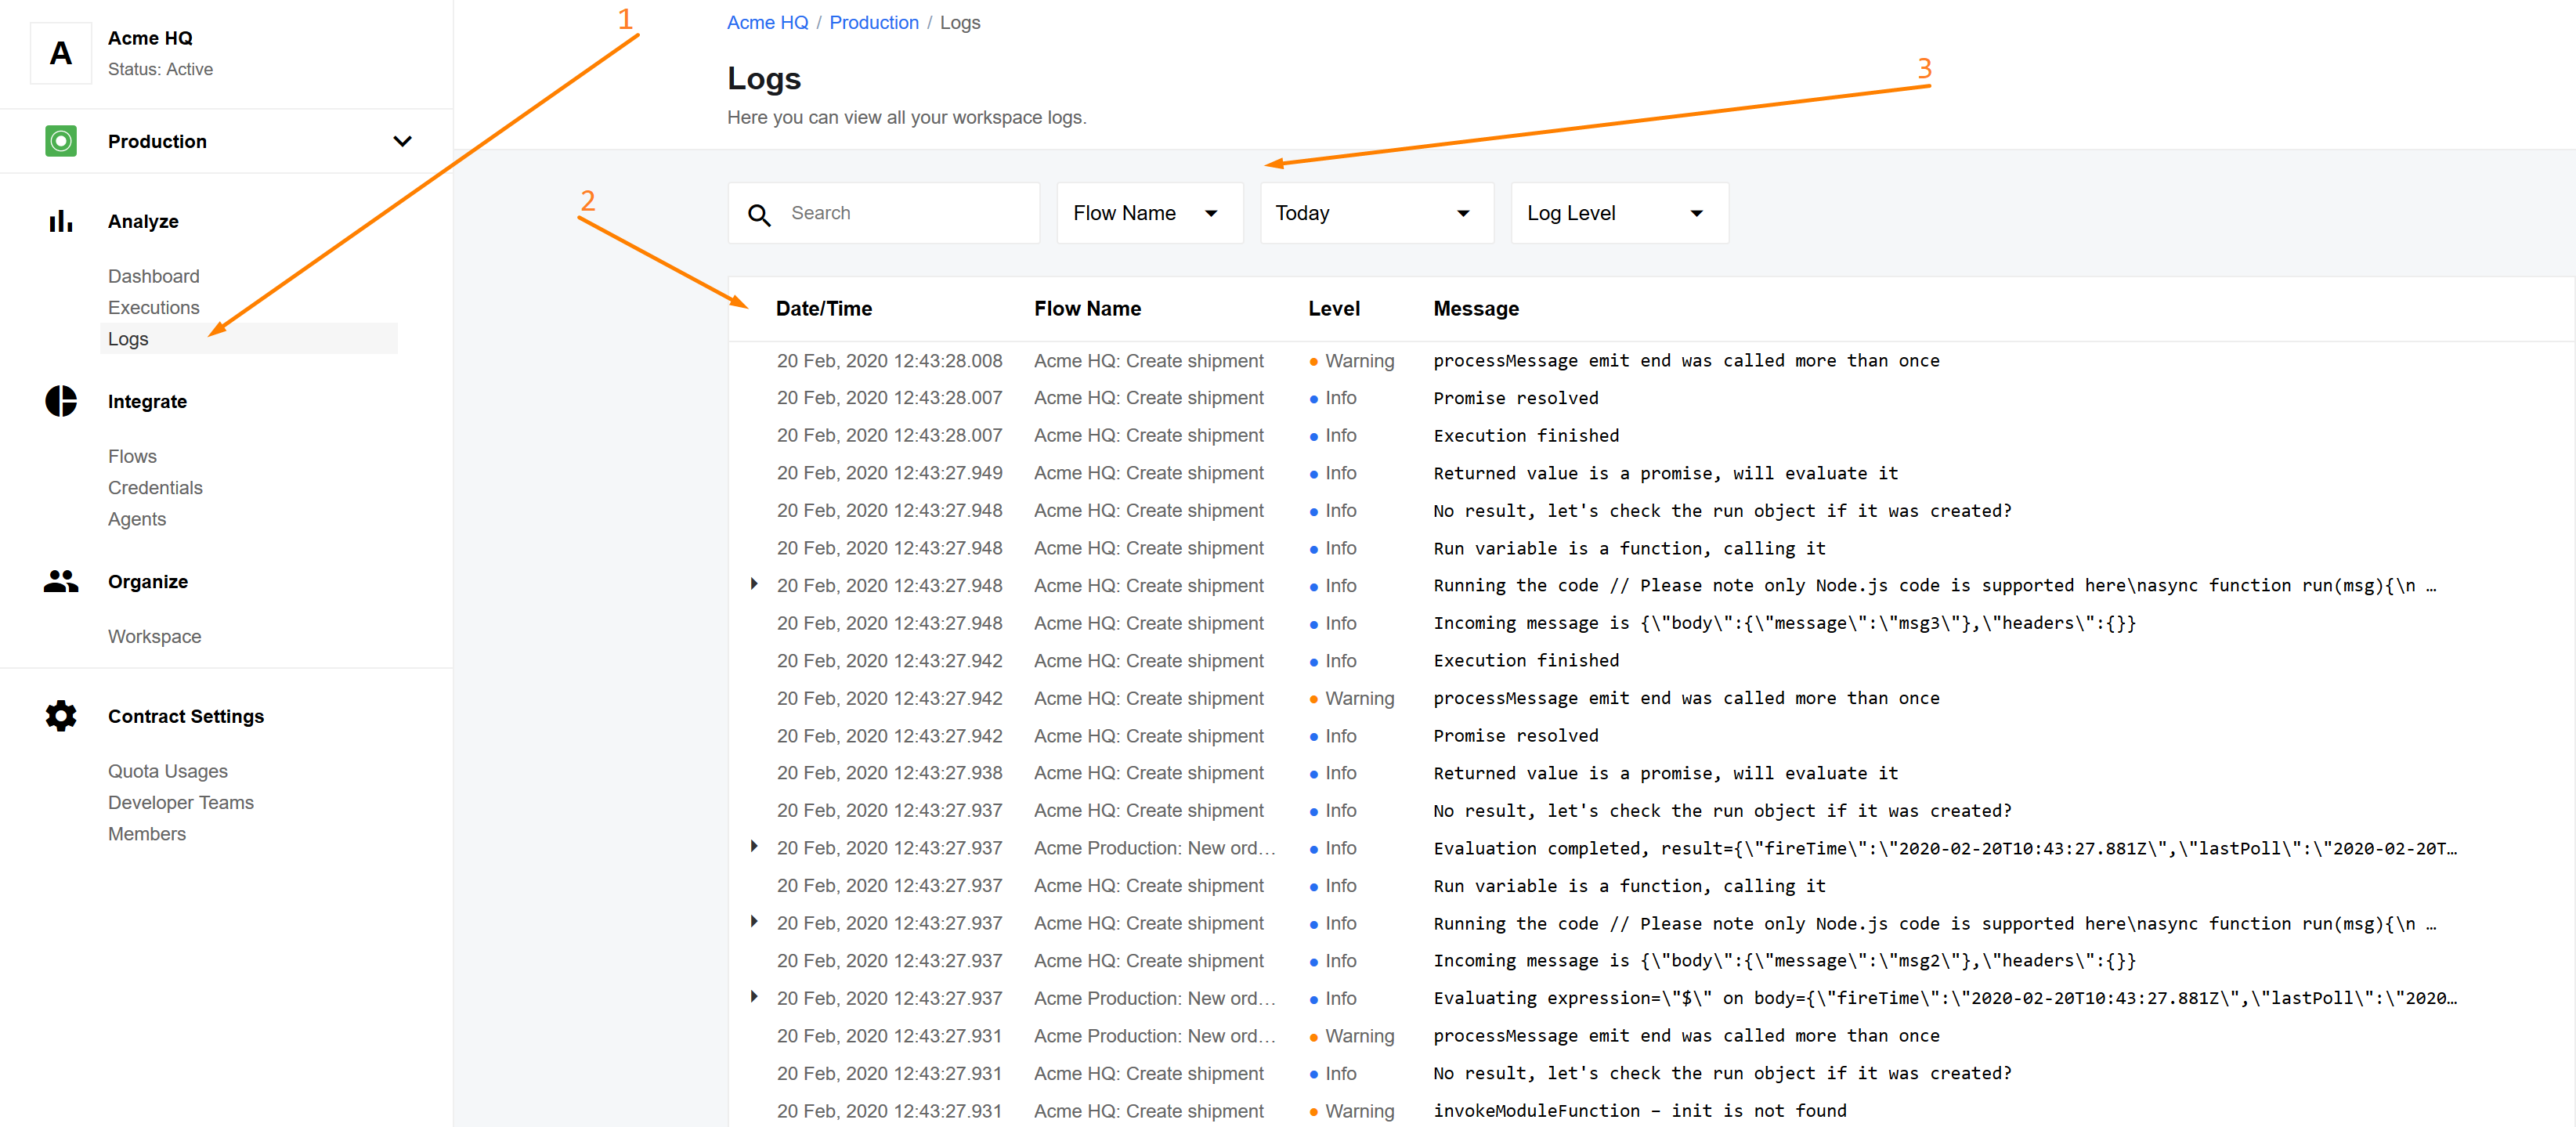 A
Acme HQ
Status: Active
Production
Analyze
Dashboard
Executions
Logs
Integrate
Flows
Credentials
Agents
Organize
Workspace
Contract Settings
Quota Usages
Developer Teams
Members
1
2
3
Acme HQ / Production / Logs
Logs
Here you can view all your workspace logs.
Search Flow Name Today Log Level
Date/Time Flow Name Level Message
20 Feb, 2020 12:43:28.008 Acme HQ: Create shipment Warning processMessage emit end was called more than once
20 Feb, 2020 12:43:28.007 Acme HQ: Create shipment Info Promise resolved
20 Feb, 2020 12:43:28.007 Acme HQ: Create shipment Info Execution finished
20 Feb, 2020 12:43:27.949 Acme HQ: Create shipment Info Returned value is a promise, will evaluate it
20 Feb, 2020 12:43:27.948 Acme HQ: Create shipment Info No result, let's check the run object if it was created?
20 Feb, 2020 12:43:27.948 Acme HQ: Create shipment Info Run variable is a function, calling it
20 Feb, 2020 12:43:27.948 Acme HQ: Create shipment Info Running the code // Please note only Node.js code is supported here\nasync function run(msg){\n …
20 Feb, 2020 12:43:27.948 Acme HQ: Create shipment Info Incoming message is {\"body\":{\"message\":\"msg3\"},\"headers\":{}}
20 Feb, 2020 12:43:27.942 Acme HQ: Create shipment Info Execution finished
20 Feb, 2020 12:43:27.942 Acme HQ: Create shipment Warning processMessage emit end was called more than once
20 Feb, 2020 12:43:27.942 Acme HQ: Create shipment Info Promise resolved
20 Feb, 2020 12:43:27.938 Acme HQ: Create shipment Info Returned value is a promise, will evaluate it
20 Feb, 2020 12:43:27.937 Acme HQ: Create shipment Info No result, let's check the run object if it was created?
20 Feb, 2020 12:43:27.937 Acme Production: New ord… Info Evaluation completed, result={\"fireTime\":\"2020-02-20T10:43:27.881Z\",\"lastPoll\":\"2020-02-20T…
20 Feb, 2020 12:43:27.937 Acme HQ: Create shipment Info Run variable is a function, calling it
20 Feb, 2020 12:43:27.937 Acme HQ: Create shipment Info Running the code // Please note only Node.js code is supported here\nasync function run(msg){\n …
20 Feb, 2020 12:43:27.937 Acme HQ: Create shipment Info Incoming message is {\"body\":{\"message\":\"msg2\"},\"headers\":{}}
20 Feb, 2020 12:43:27.937 Acme Production: New ord… Info Evaluating expression=\"$\" on body={\"fireTime\":\"2020-02-20T10:43:27.881Z\",\"lastPoll\":\"2020…
20 Feb, 2020 12:43:27.931 Acme Production: New ord… Warning processMessage emit end was called more than once
20 Feb, 2020 12:43:27.931 Acme HQ: Create shipment Info No result, let's check the run object if it was created?
20 Feb, 2020 12:43:27.931 Acme HQ: Create shipment Warning invokeModuleFunction – init is not found